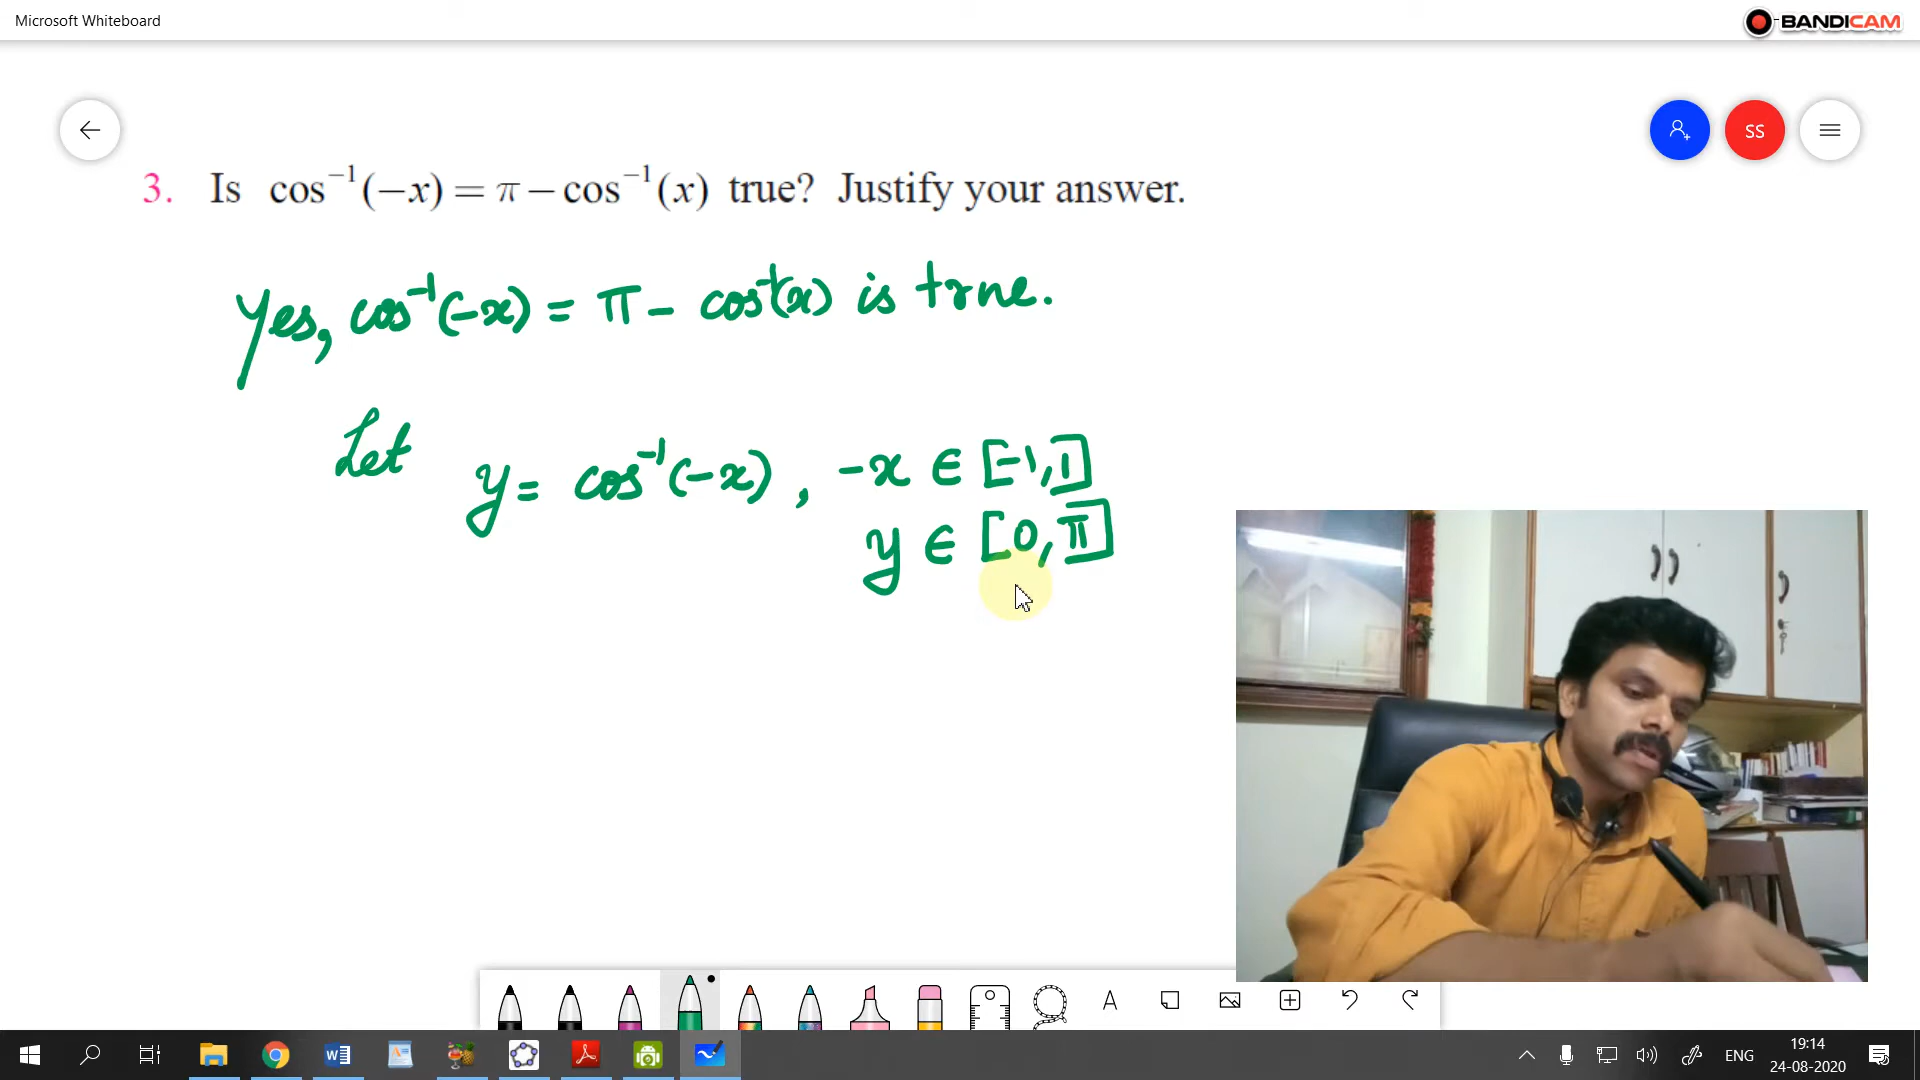 Microsoft Whiteboard
BANDICAM
SS
3. Is cos⁻¹(−x) = π − cos⁻¹(x) true? Justify your answer.
Yes, cos⁻¹(-x) = π - cos⁻¹(x) is true.
Let
y = cos⁻¹(-x), -x ∈ [-1,1]
y ∈ [0,π]
A
ENG
19:14
24-08-2020